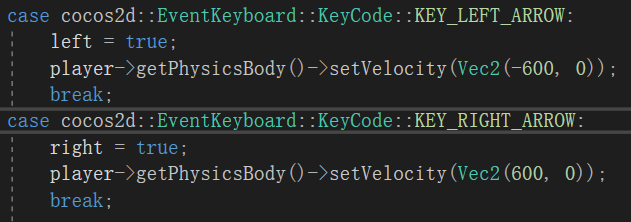 case cocos2d::EventKeyboard::KeyCode::KEY_LEFT_ARROW:
left = true;
player->getPhysicsBody()->setVelocity(Vec2(-600, 0));
break;
case cocos2d::EventKeyboard::KeyCode::KEY_RIGHT_ARROW:
right = true;
player->getPhysicsBody()->setVelocity(Vec2(600, 0));
break;